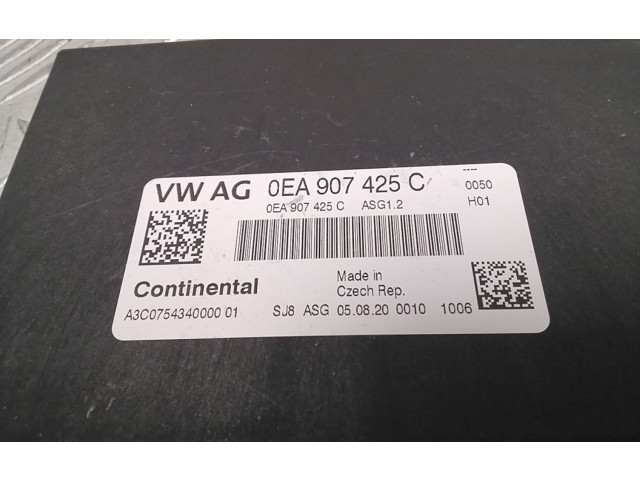 VW AG 0EA 907 425 C
----
0050
0EA 907 425 C ASG1.2
H01
Continental
Made in
Czech Rep.
A3C0754340000 01
SJ8 ASG 05.08.20 0010 1006